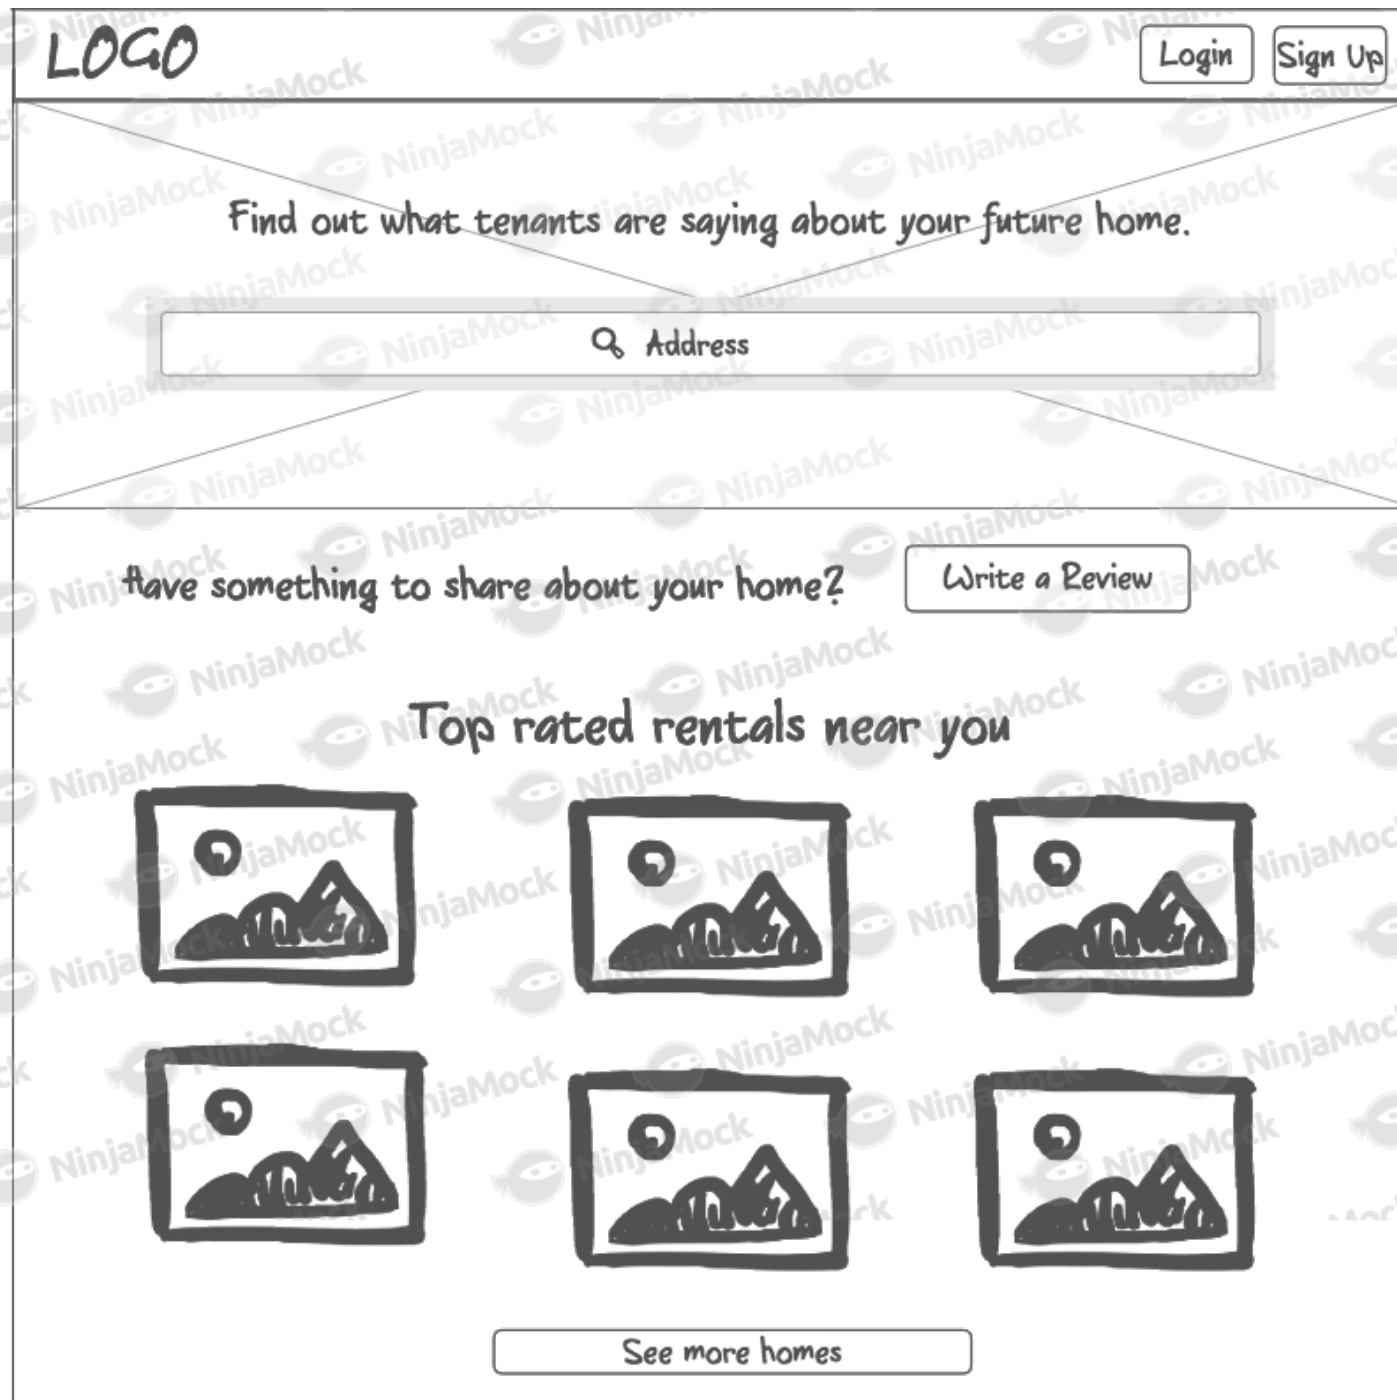 LOGO
Login
Sign Up
Find out what tenants are saying about your future home.
Address
Have something to share about your home?
Write a Review
Top rated rentals near you
See more homes
NinjaMock